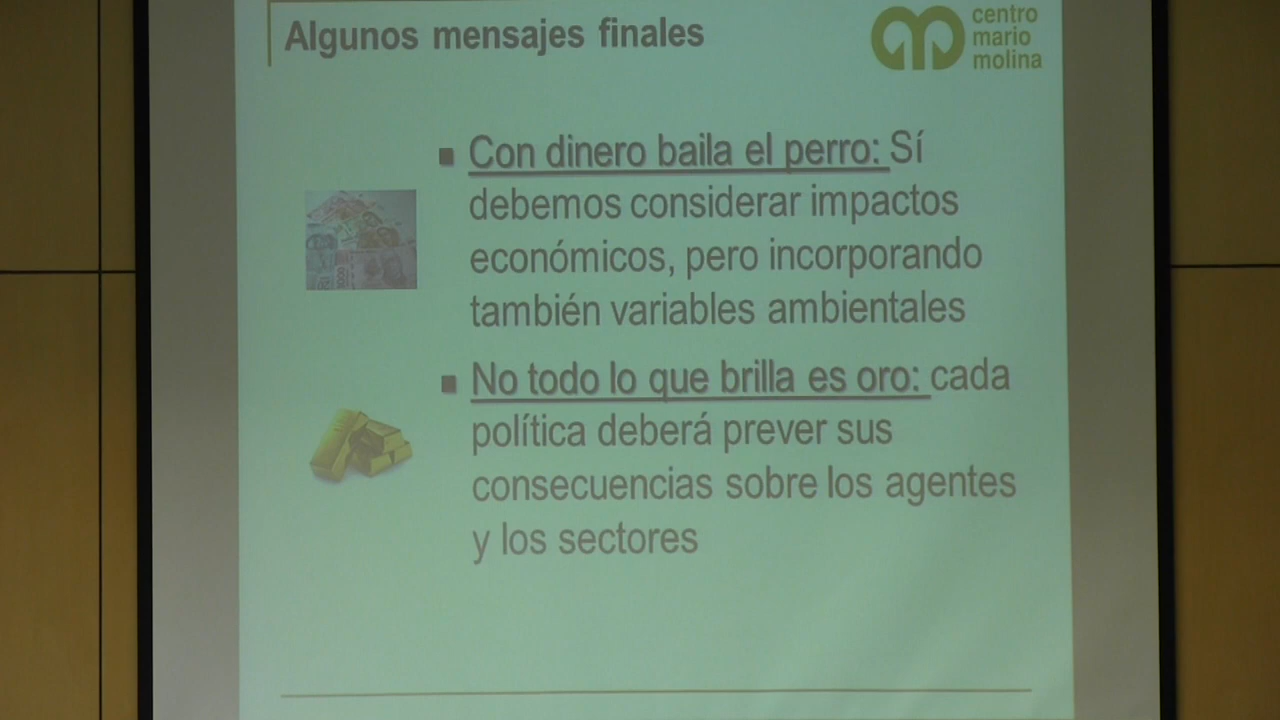 Algunos mensajes finales
centro
mario
molina
Con dinero baila el perro: Sí
debemos considerar impactos
económicos, pero incorporando
también variables ambientales
No todo lo que brilla es oro: cada
política deberá prever sus
consecuencias sobre los agentes
y los sectores